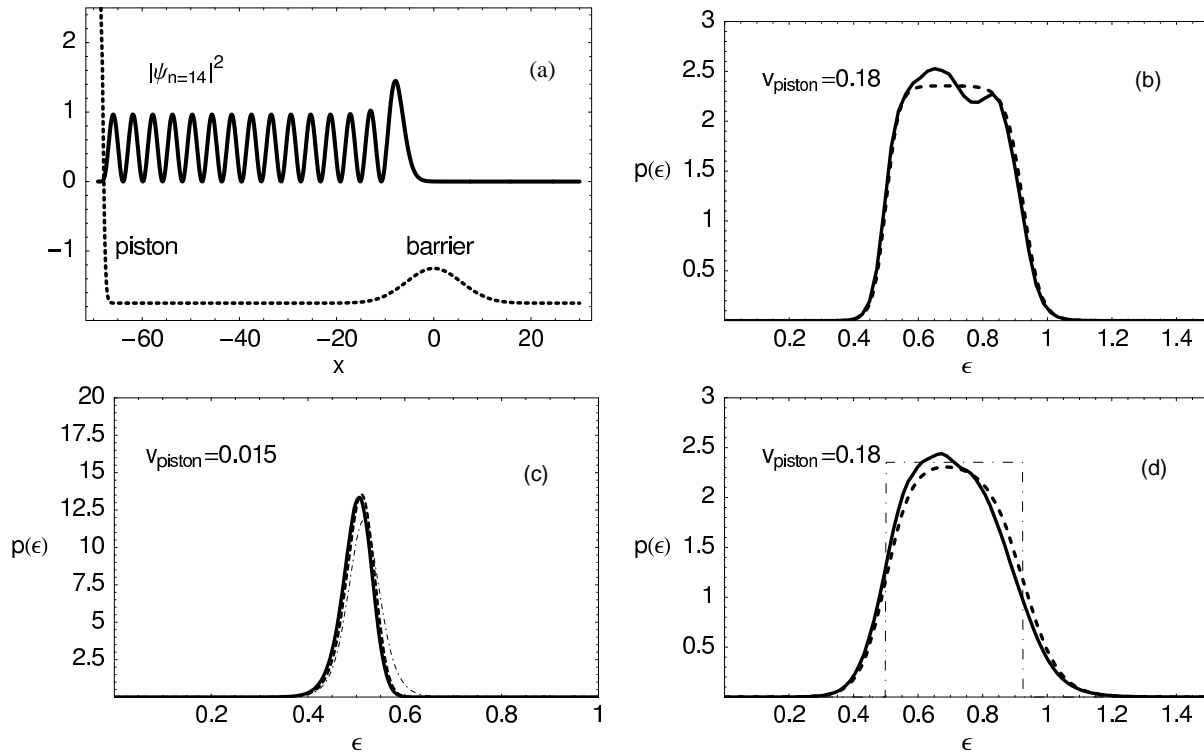 2
1
0
−1
|ψn=14|²
(a)
piston
barrier
−60
−40
−20
0
20
x
3
2.5
2
1.5
1
0.5
p(ϵ)
vpiston=0.18
(b)
0.2
0.4
0.6
0.8
1
1.2
1.4
ϵ
20
17.5
15
12.5
10
7.5
5
2.5
p(ϵ)
vpiston=0.015
(c)
0.2
0.4
0.6
0.8
1
ϵ
3
2.5
2
1.5
1
0.5
p(ϵ)
vpiston=0.18
(d)
0.2
0.4
0.6
0.8
1
1.2
1.4
ϵ